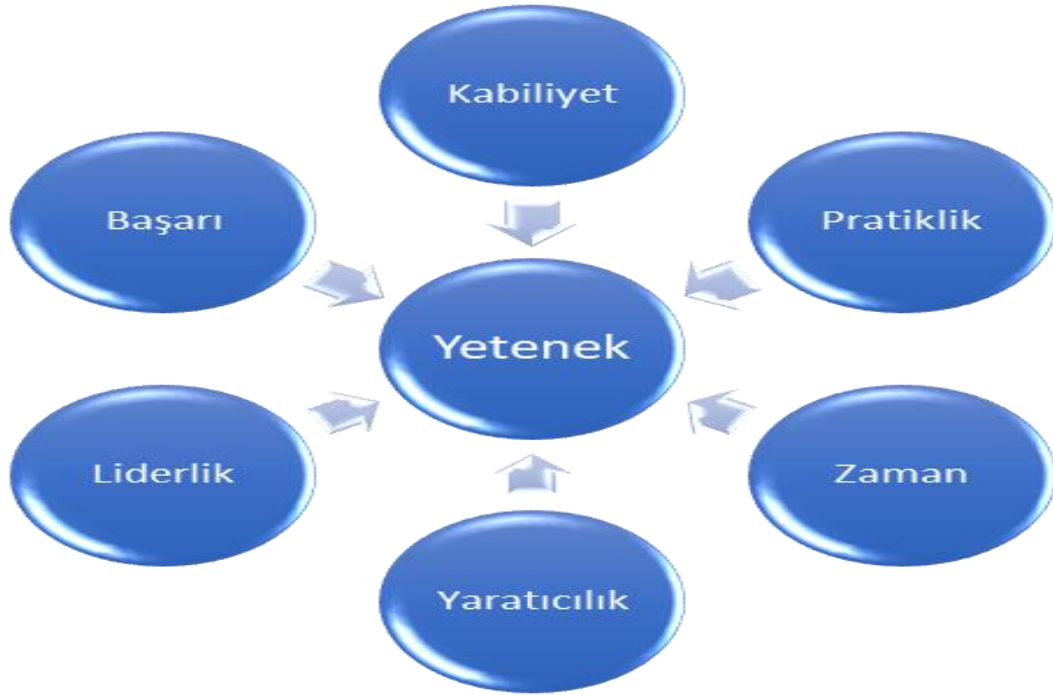 Kabiliyet
Başarı
Pratiklik
Yetenek
Liderlik
Zaman
Yaratıcılık